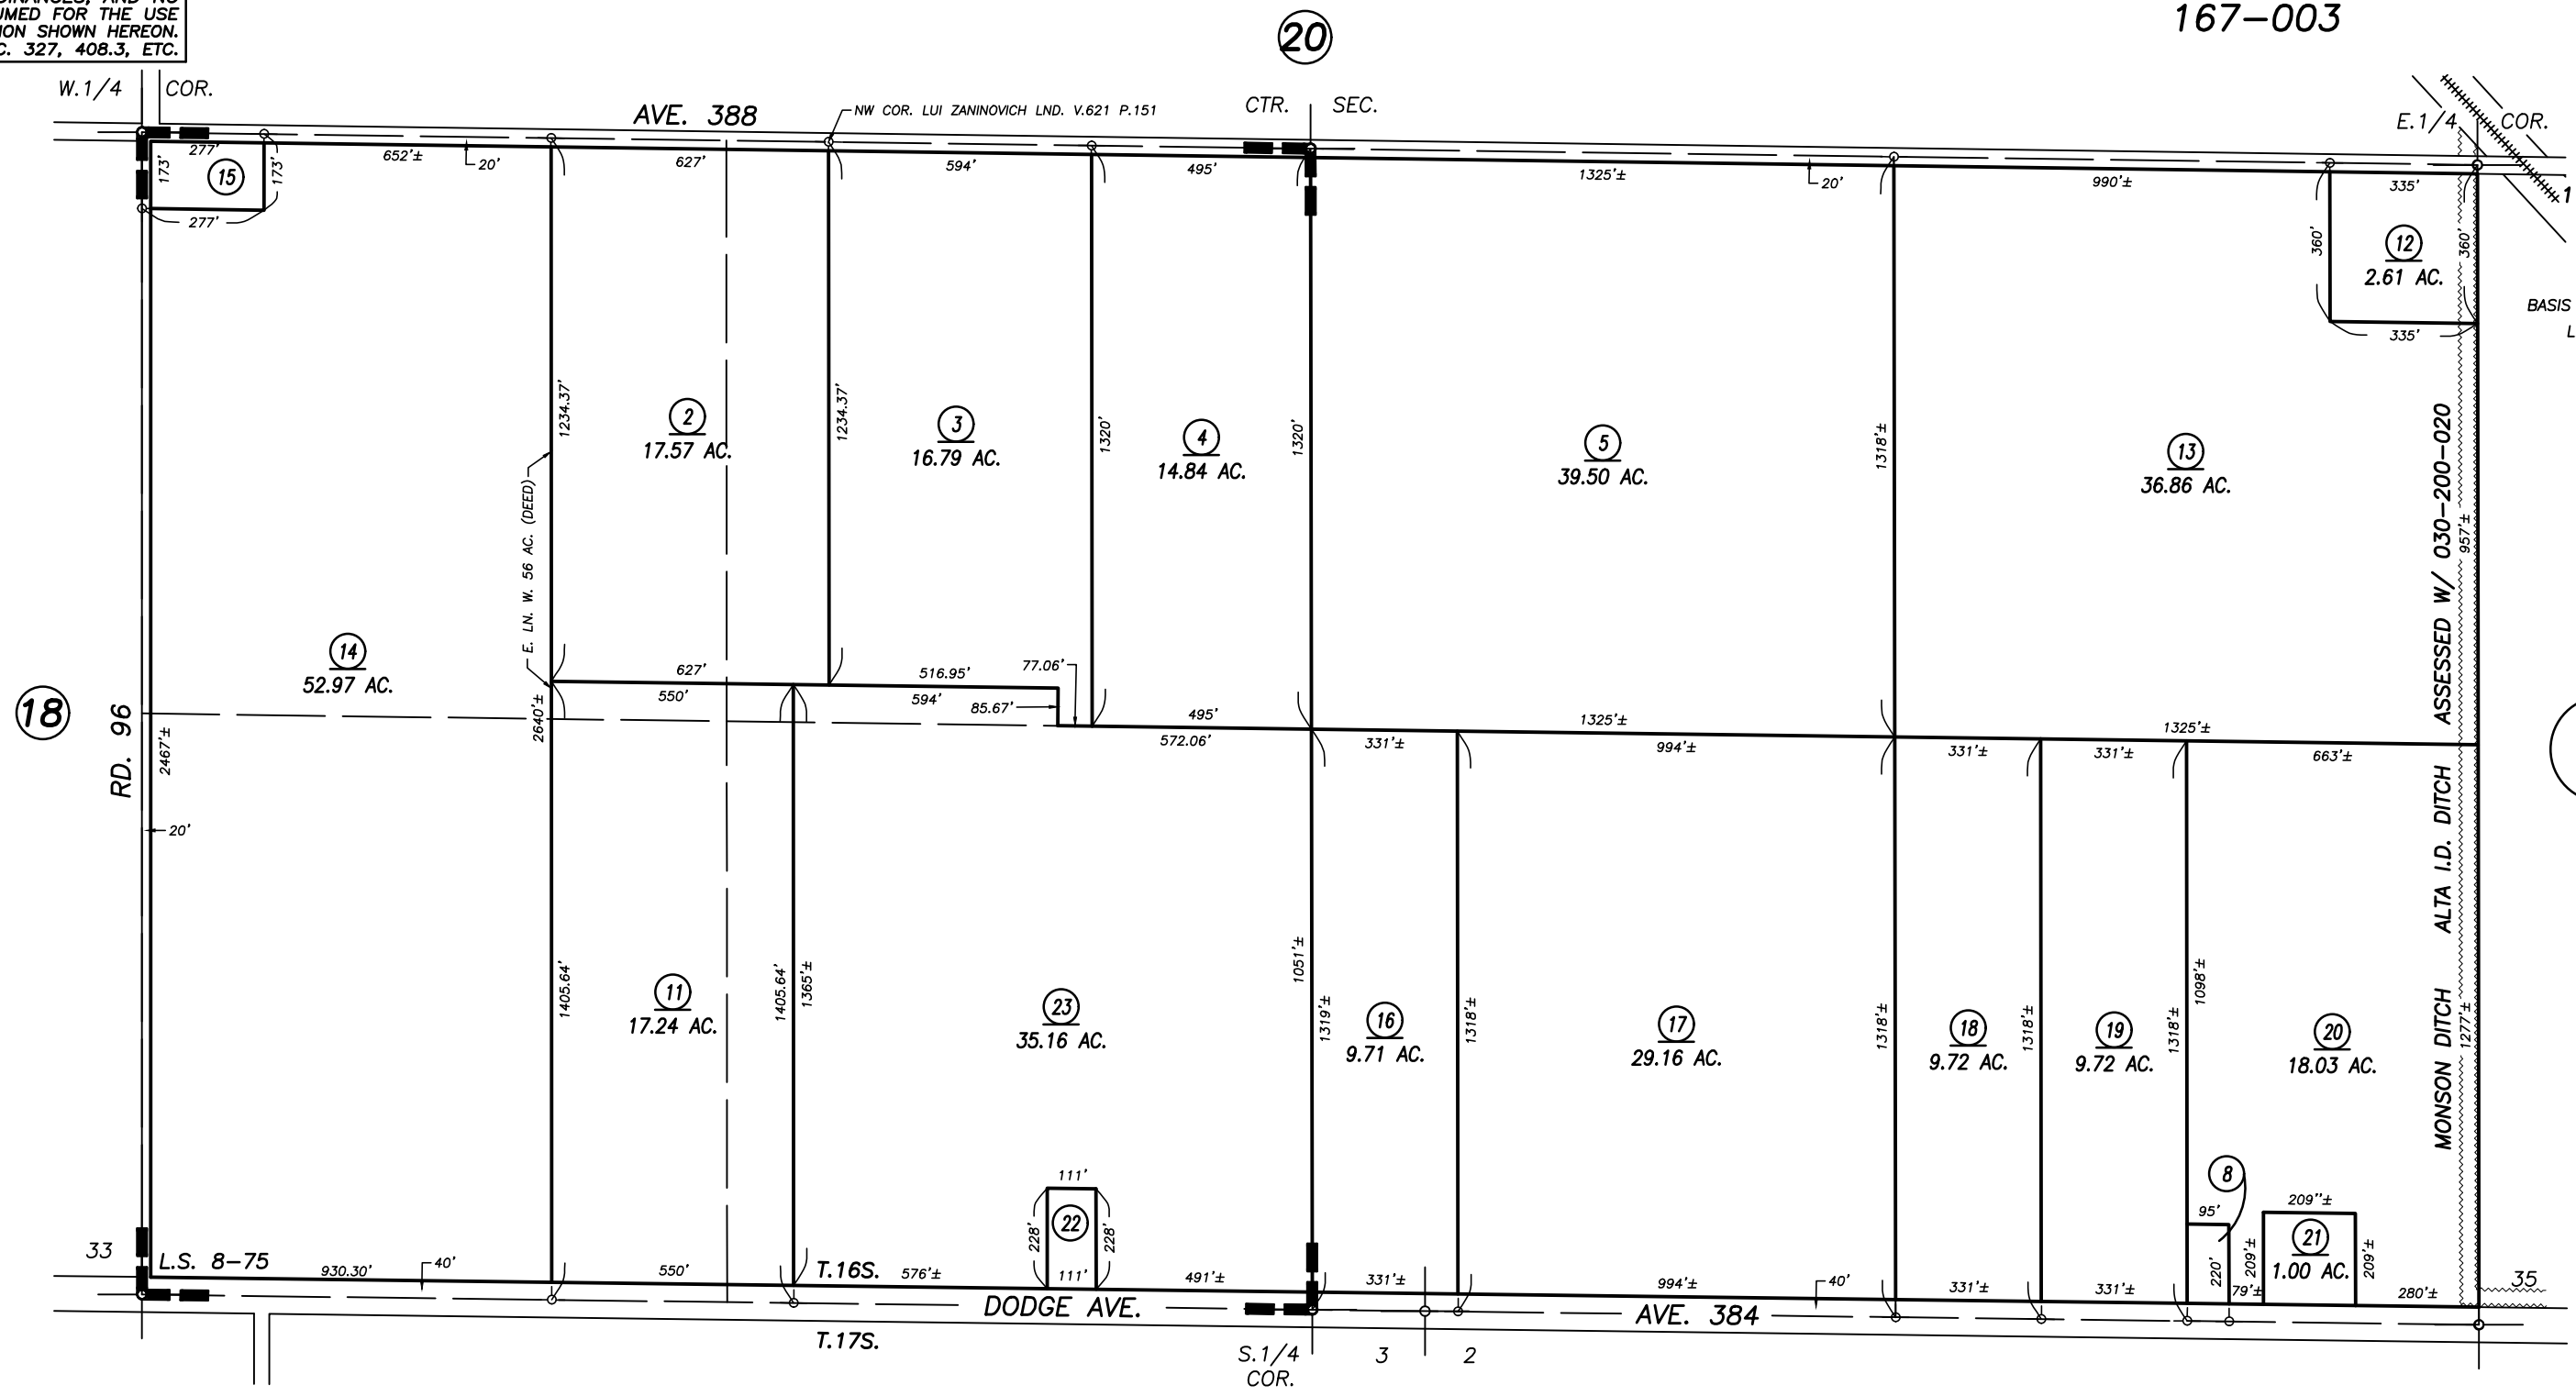 AND NO
UMED FOR THE USE
ION SHOWN HEREON.
C. 327, 408.3, ETC.
20
167-003
W.1/4 COR.
AVE. 388
NW COR. LUI ZANINOVICH LND. V.621 P.151
CTR. SEC.
E.1/4 COR.
277'
652'±
20'
627'
594'
495'
1325'±
20'
990'±
335'
1
173'
15
173'
277'
360'
12
2.61 AC.
360'
335'
BASIS
L
1234.37'
2
17.57 AC.
1234.37'
3
16.79 AC.
1320'
4
14.84 AC.
1320'
5
39.50 AC.
1318'±
13
36.86 AC.
ASSESSED W/ 030-200-020
957'±
E. LN. W. 56 AC. (DEED)
14
52.97 AC.
18
RD. 96
2467'±
2640'±
20'
627'
550'
516.95'
594'
77.06'
85.67'
495'
572.06'
331'±
1325'±
994'±
331'±
1325'±
331'±
663'±
ALTA I.D. DITCH
MONSON DITCH
1405.64'
11
17.24 AC.
1405.64'
1365'±
23
35.16 AC.
1051'±
1319'±
16
9.71 AC.
1318'±
17
29.16 AC.
1318'±
18
9.72 AC.
1318'±
19
9.72 AC.
1318'±
1098'±
20
18.03 AC.
1277'±
111'
228'
22
228'
111'
8
95'
220'
79'±
209''±
209'±
21
1.00 AC.
209'±
280'±
35
33
L.S. 8-75
930.30'
40'
550'
T.16S.
576'±
491'±
331'±
994'±
40'
331'±
331'±
DODGE AVE.
AVE. 384
T.17S.
S.1/4
COR.
3
2